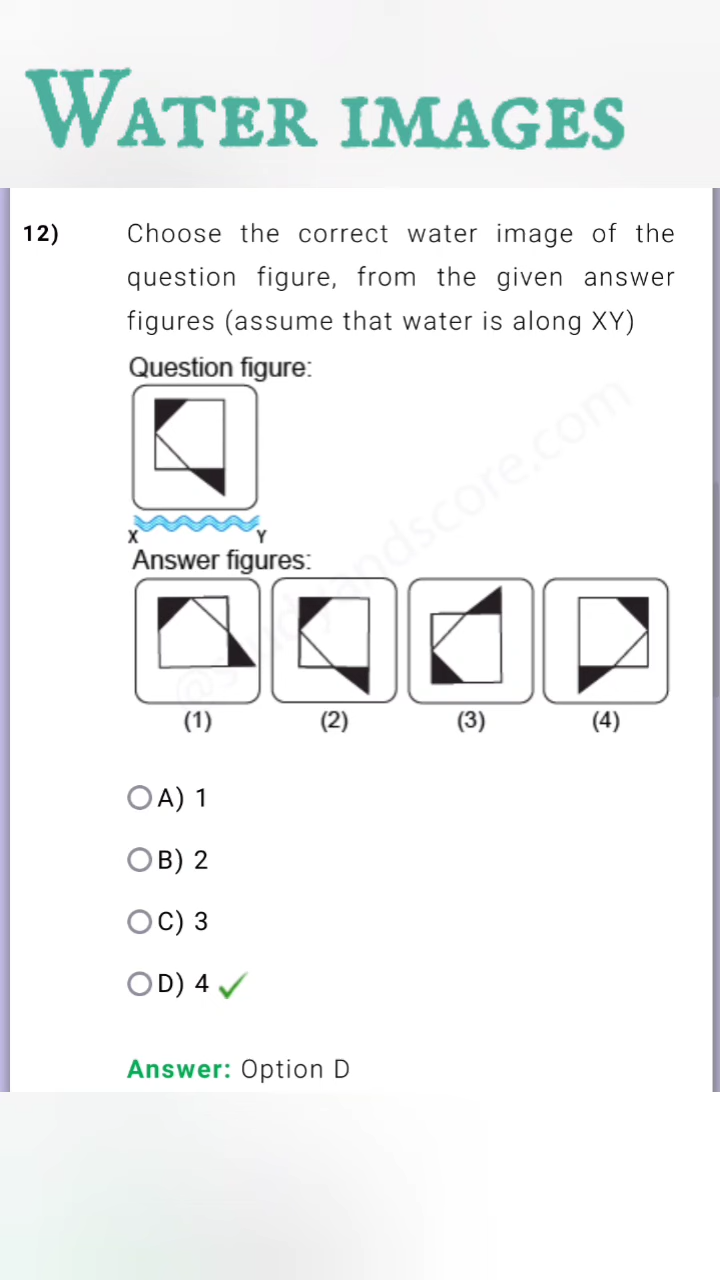 WATER IMAGES
12) Choose the correct water image of the
question figure, from the given answer
figures (assume that water is along XY)
Question figure:
X Y
Answer figures:
(1) (2) (3) (4)
A) 1
B) 2
C) 3
D) 4
Answer: Option D